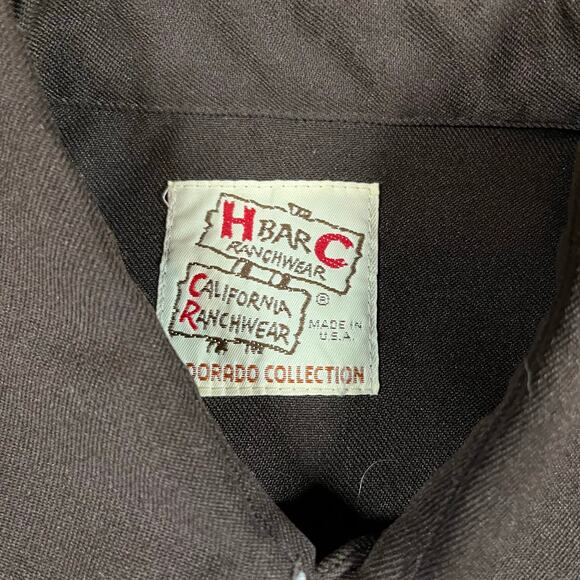 H BAR C
RANCHWEAR
CALIFORNIA
RANCHWEAR
®
MADE IN
U.S.A.
DORADO COLLECTION